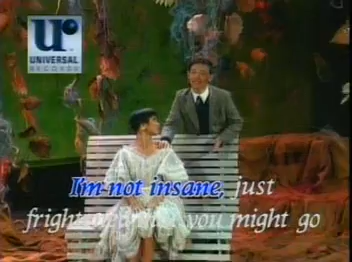 U
UNIVERSAL
RECORDS
I'm not insane, just
you might go